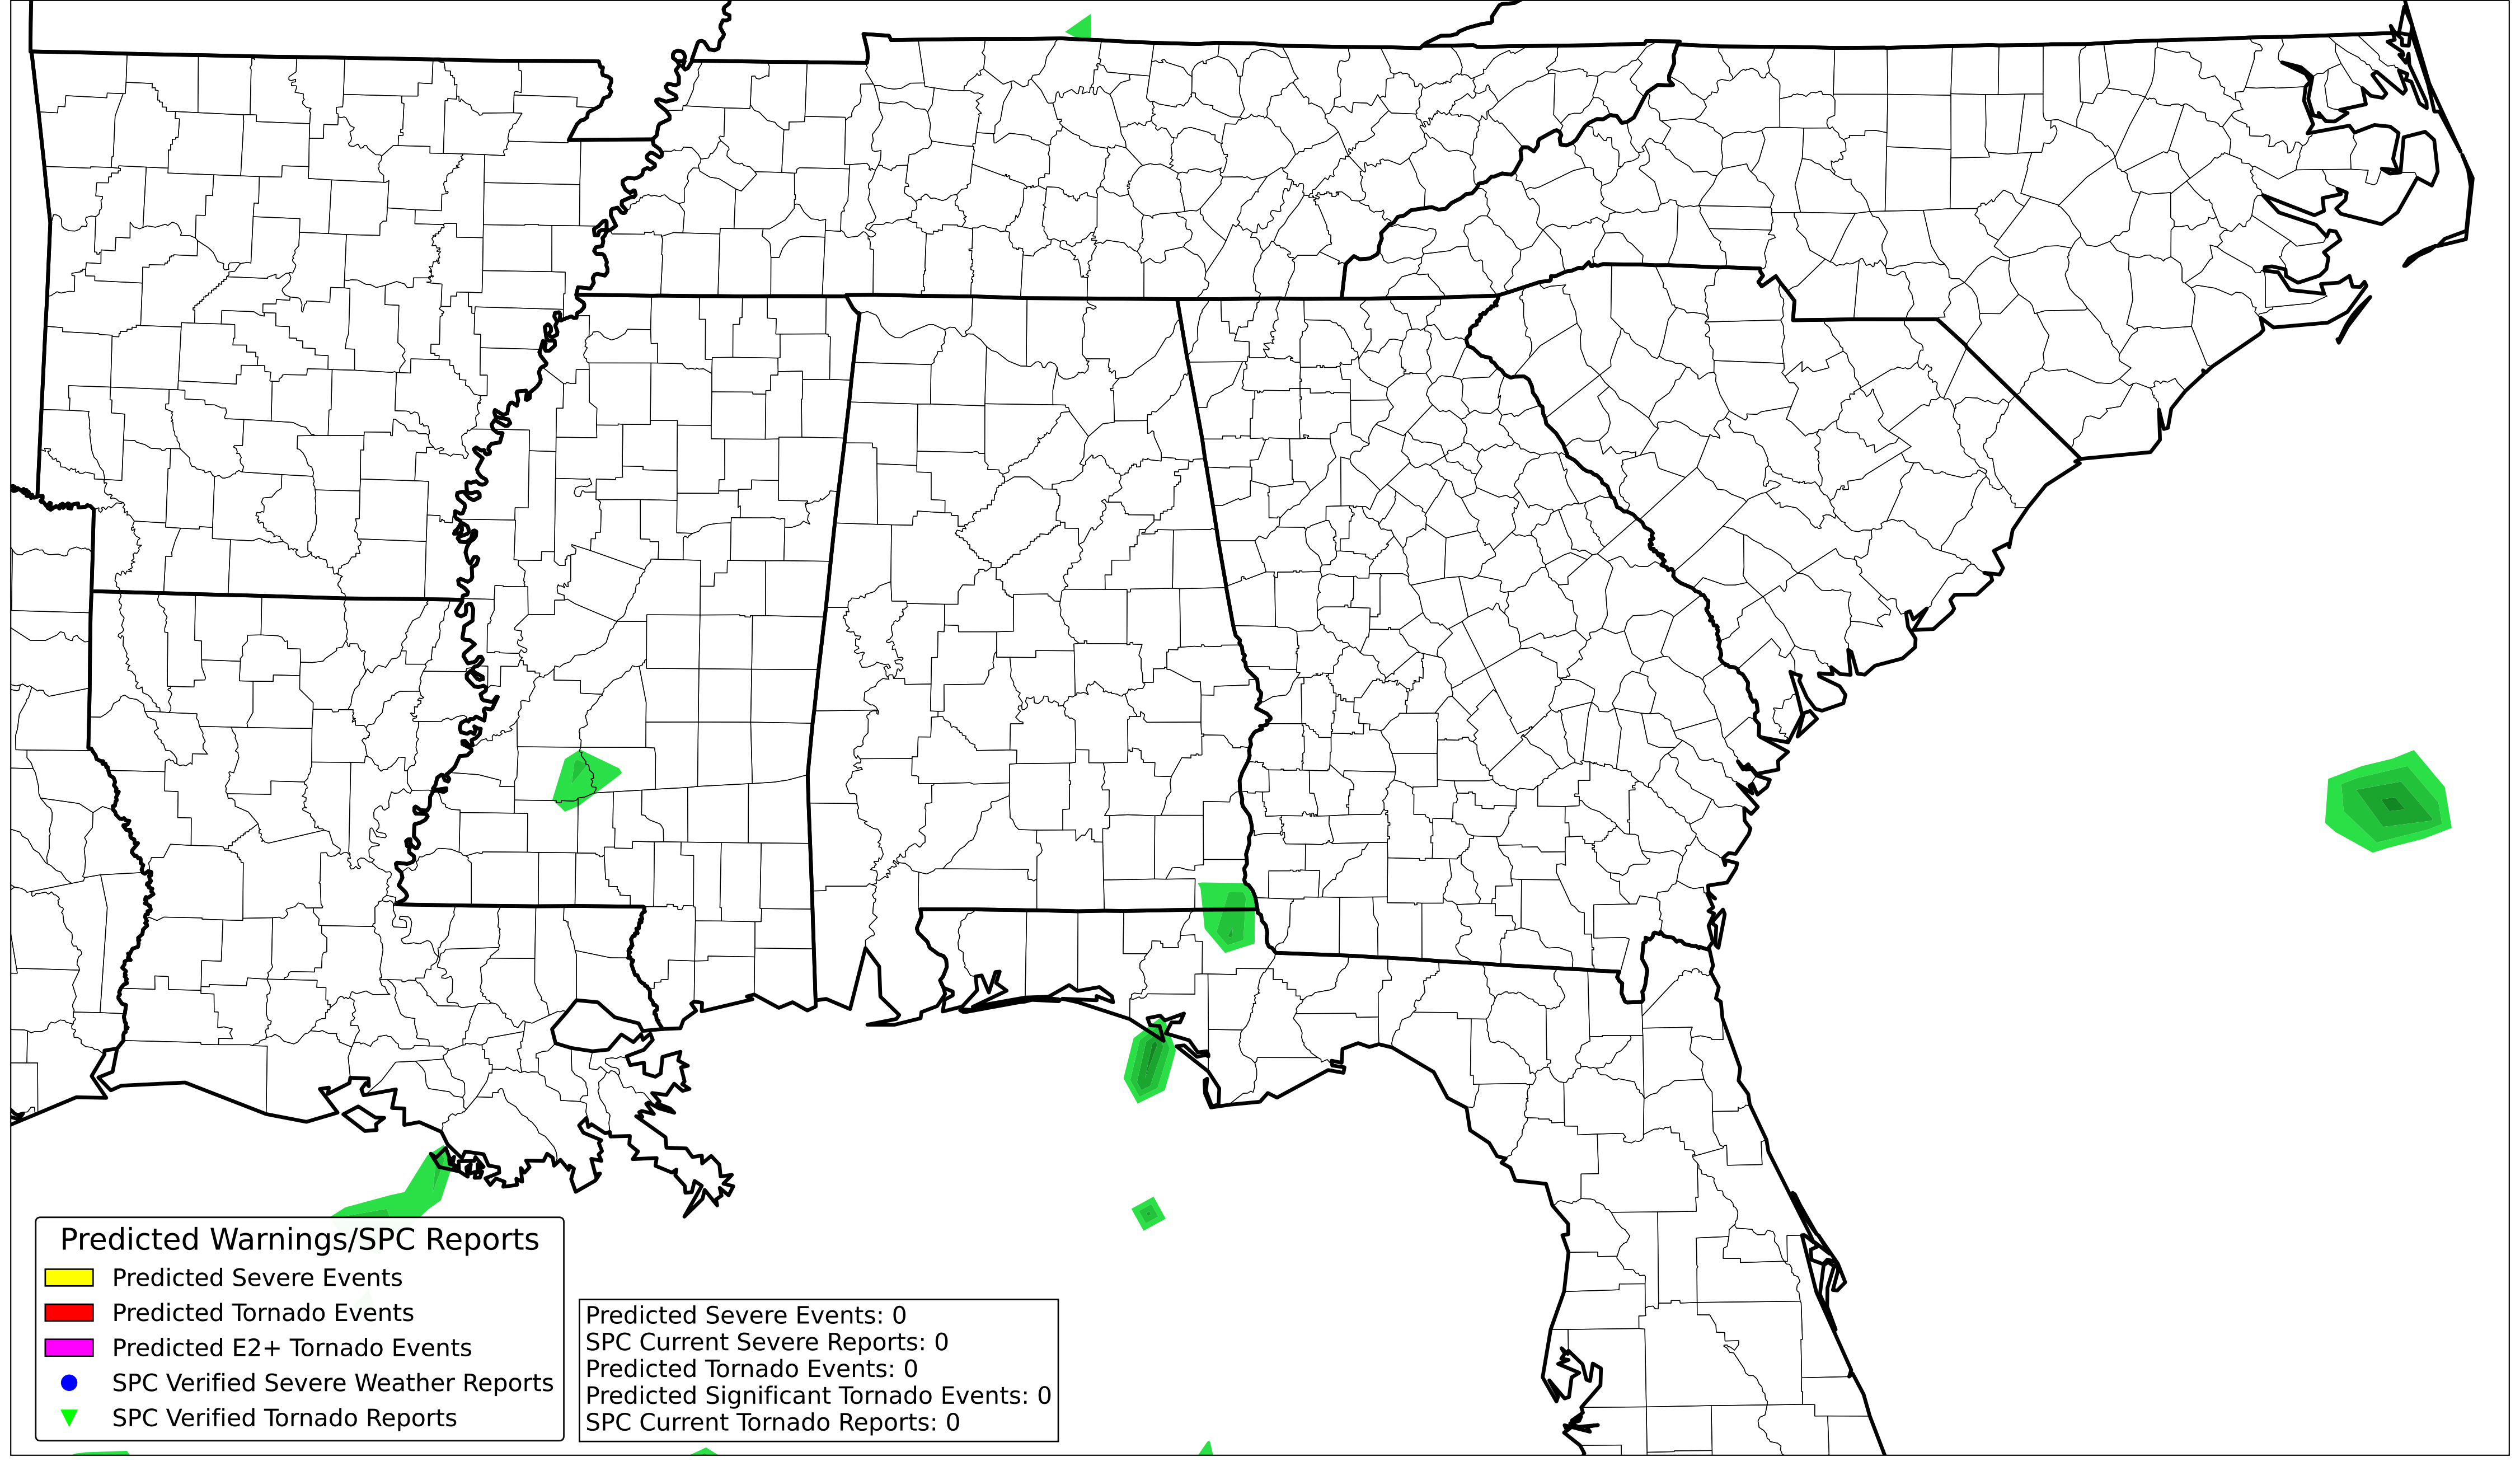 Predicted Warnings/SPC Reports
Predicted Severe Events
Predicted Tornado Events
Predicted E2+ Tornado Events
SPC Verified Severe Weather Reports
SPC Verified Tornado Reports
Predicted Severe Events: 0
SPC Current Severe Reports: 0
Predicted Tornado Events: 0
Predicted Significant Tornado Events: 0
SPC Current Tornado Reports: 0